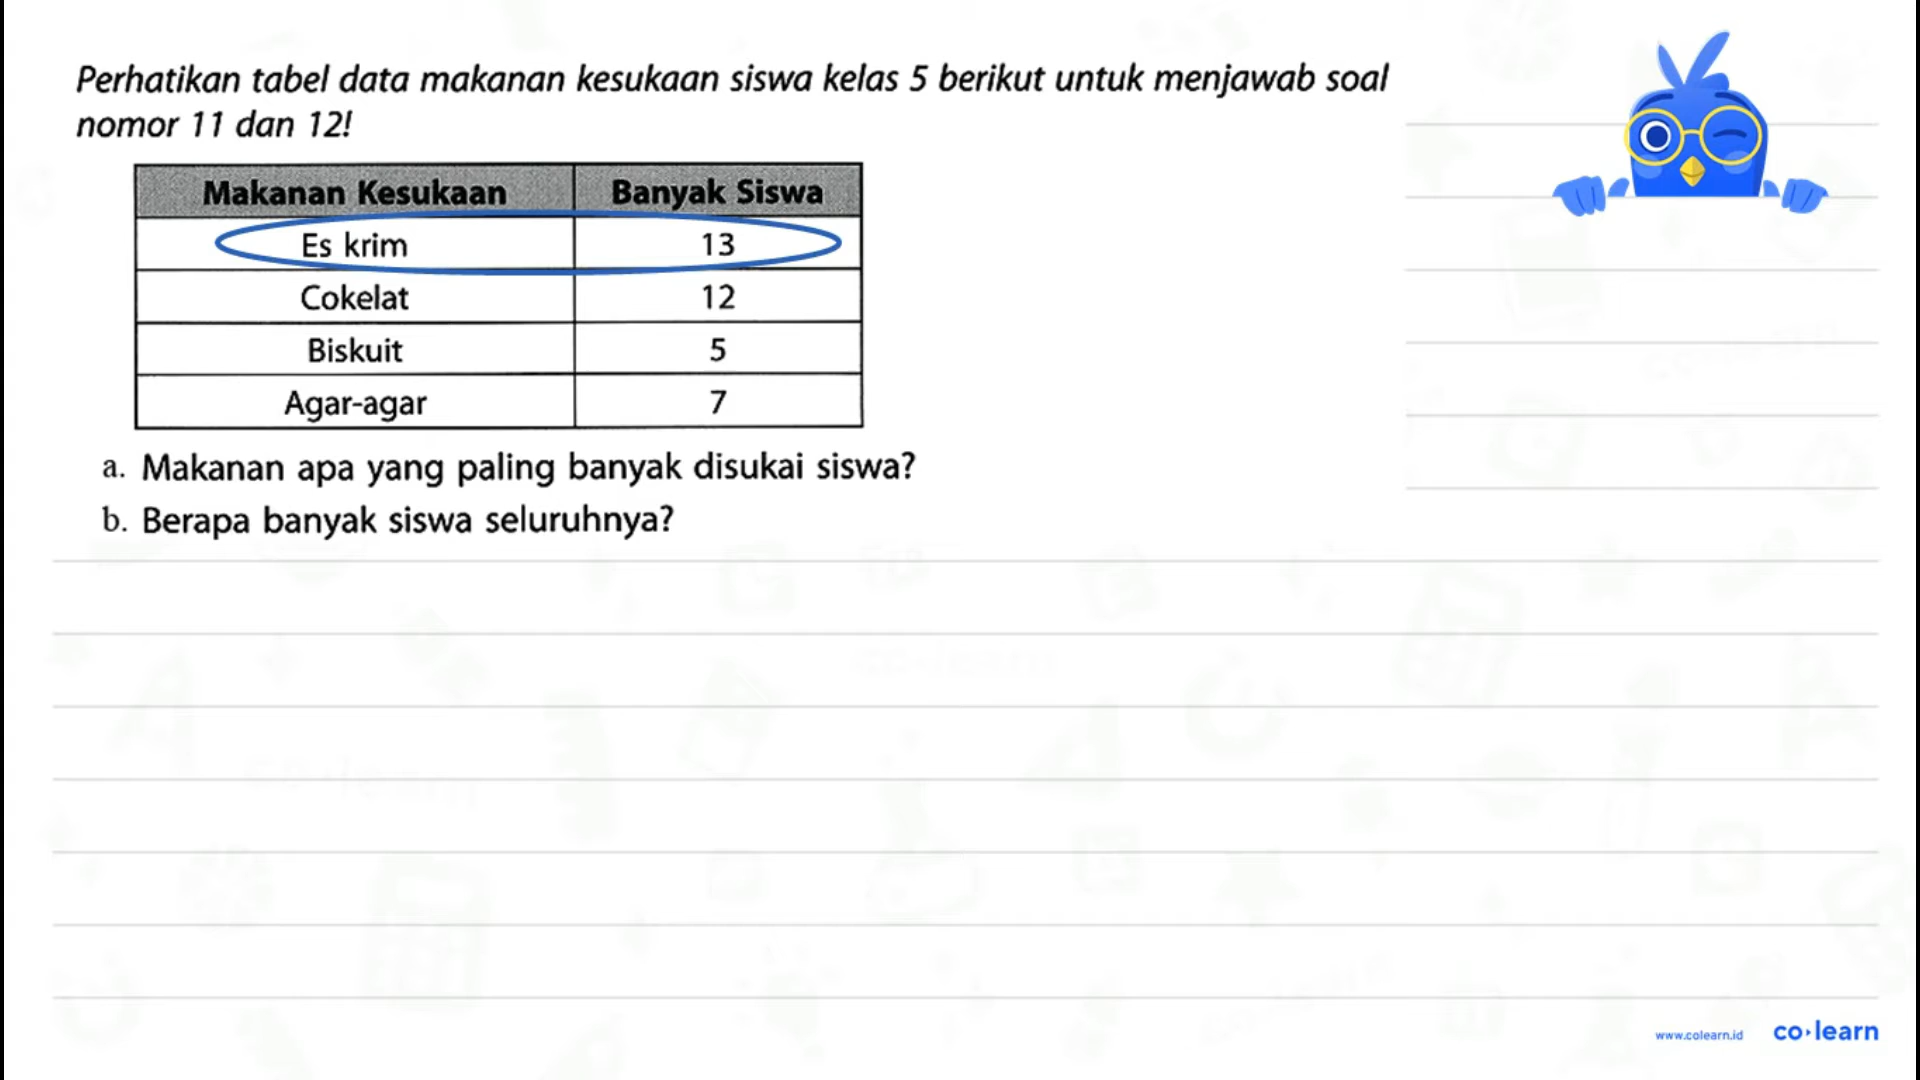 Perhatikan tabel data makanan kesukaan siswa kelas 5 berikut untuk menjawab soal
nomor 11 dan 12!
Makanan Kesukaan Banyak Siswa
Es krim 13
Cokelat 12
Biskuit 5
Agar-agar 7
a. Makanan apa yang paling banyak disukai siswa?
b. Berapa banyak siswa seluruhnya?
www.colearn.id co·learn